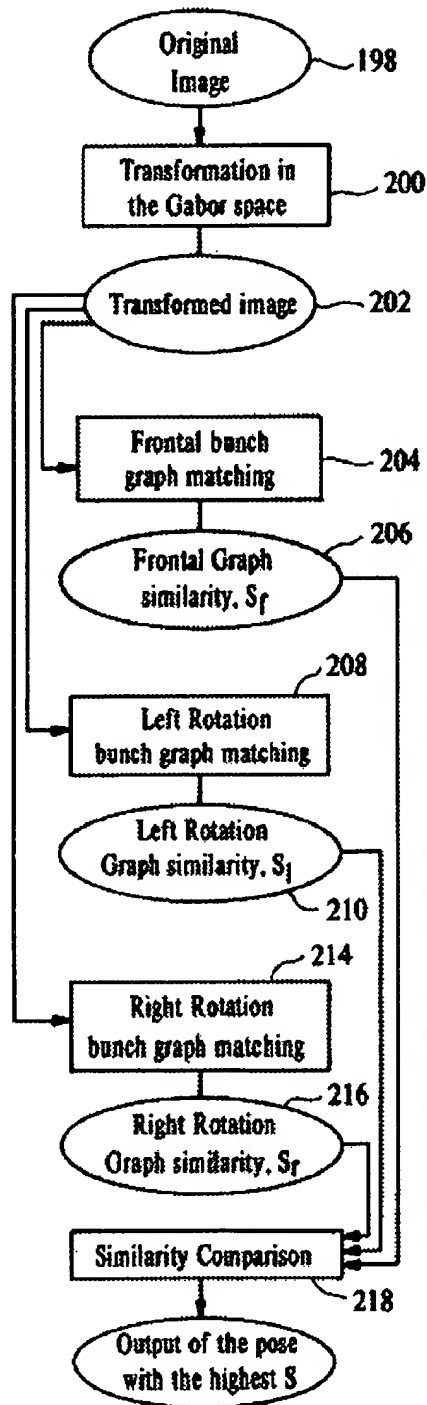 Original
Image
198
Transformation in
the Gabor space
200
Transformed image
202
Frontal bunch
graph matching
204
206
Frontal Graph
similarity, Sf
208
Left Rotation
bunch graph matching
Left Rotation
Graph similarity, Sl
210
214
Right Rotation
bunch graph matching
216
Right Rotation
Graph similarity, Sr
Similarity Comparison
218
Output of the pose
with the highest S